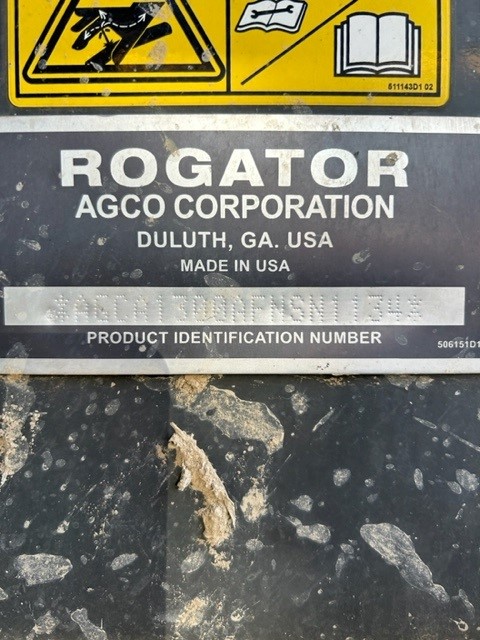 611143D1 02
ROGATOR
AGCO CORPORATION
DULUTH, GA. USA
MADE IN USA
PRODUCT IDENTIFICATION NUMBER
506151D1